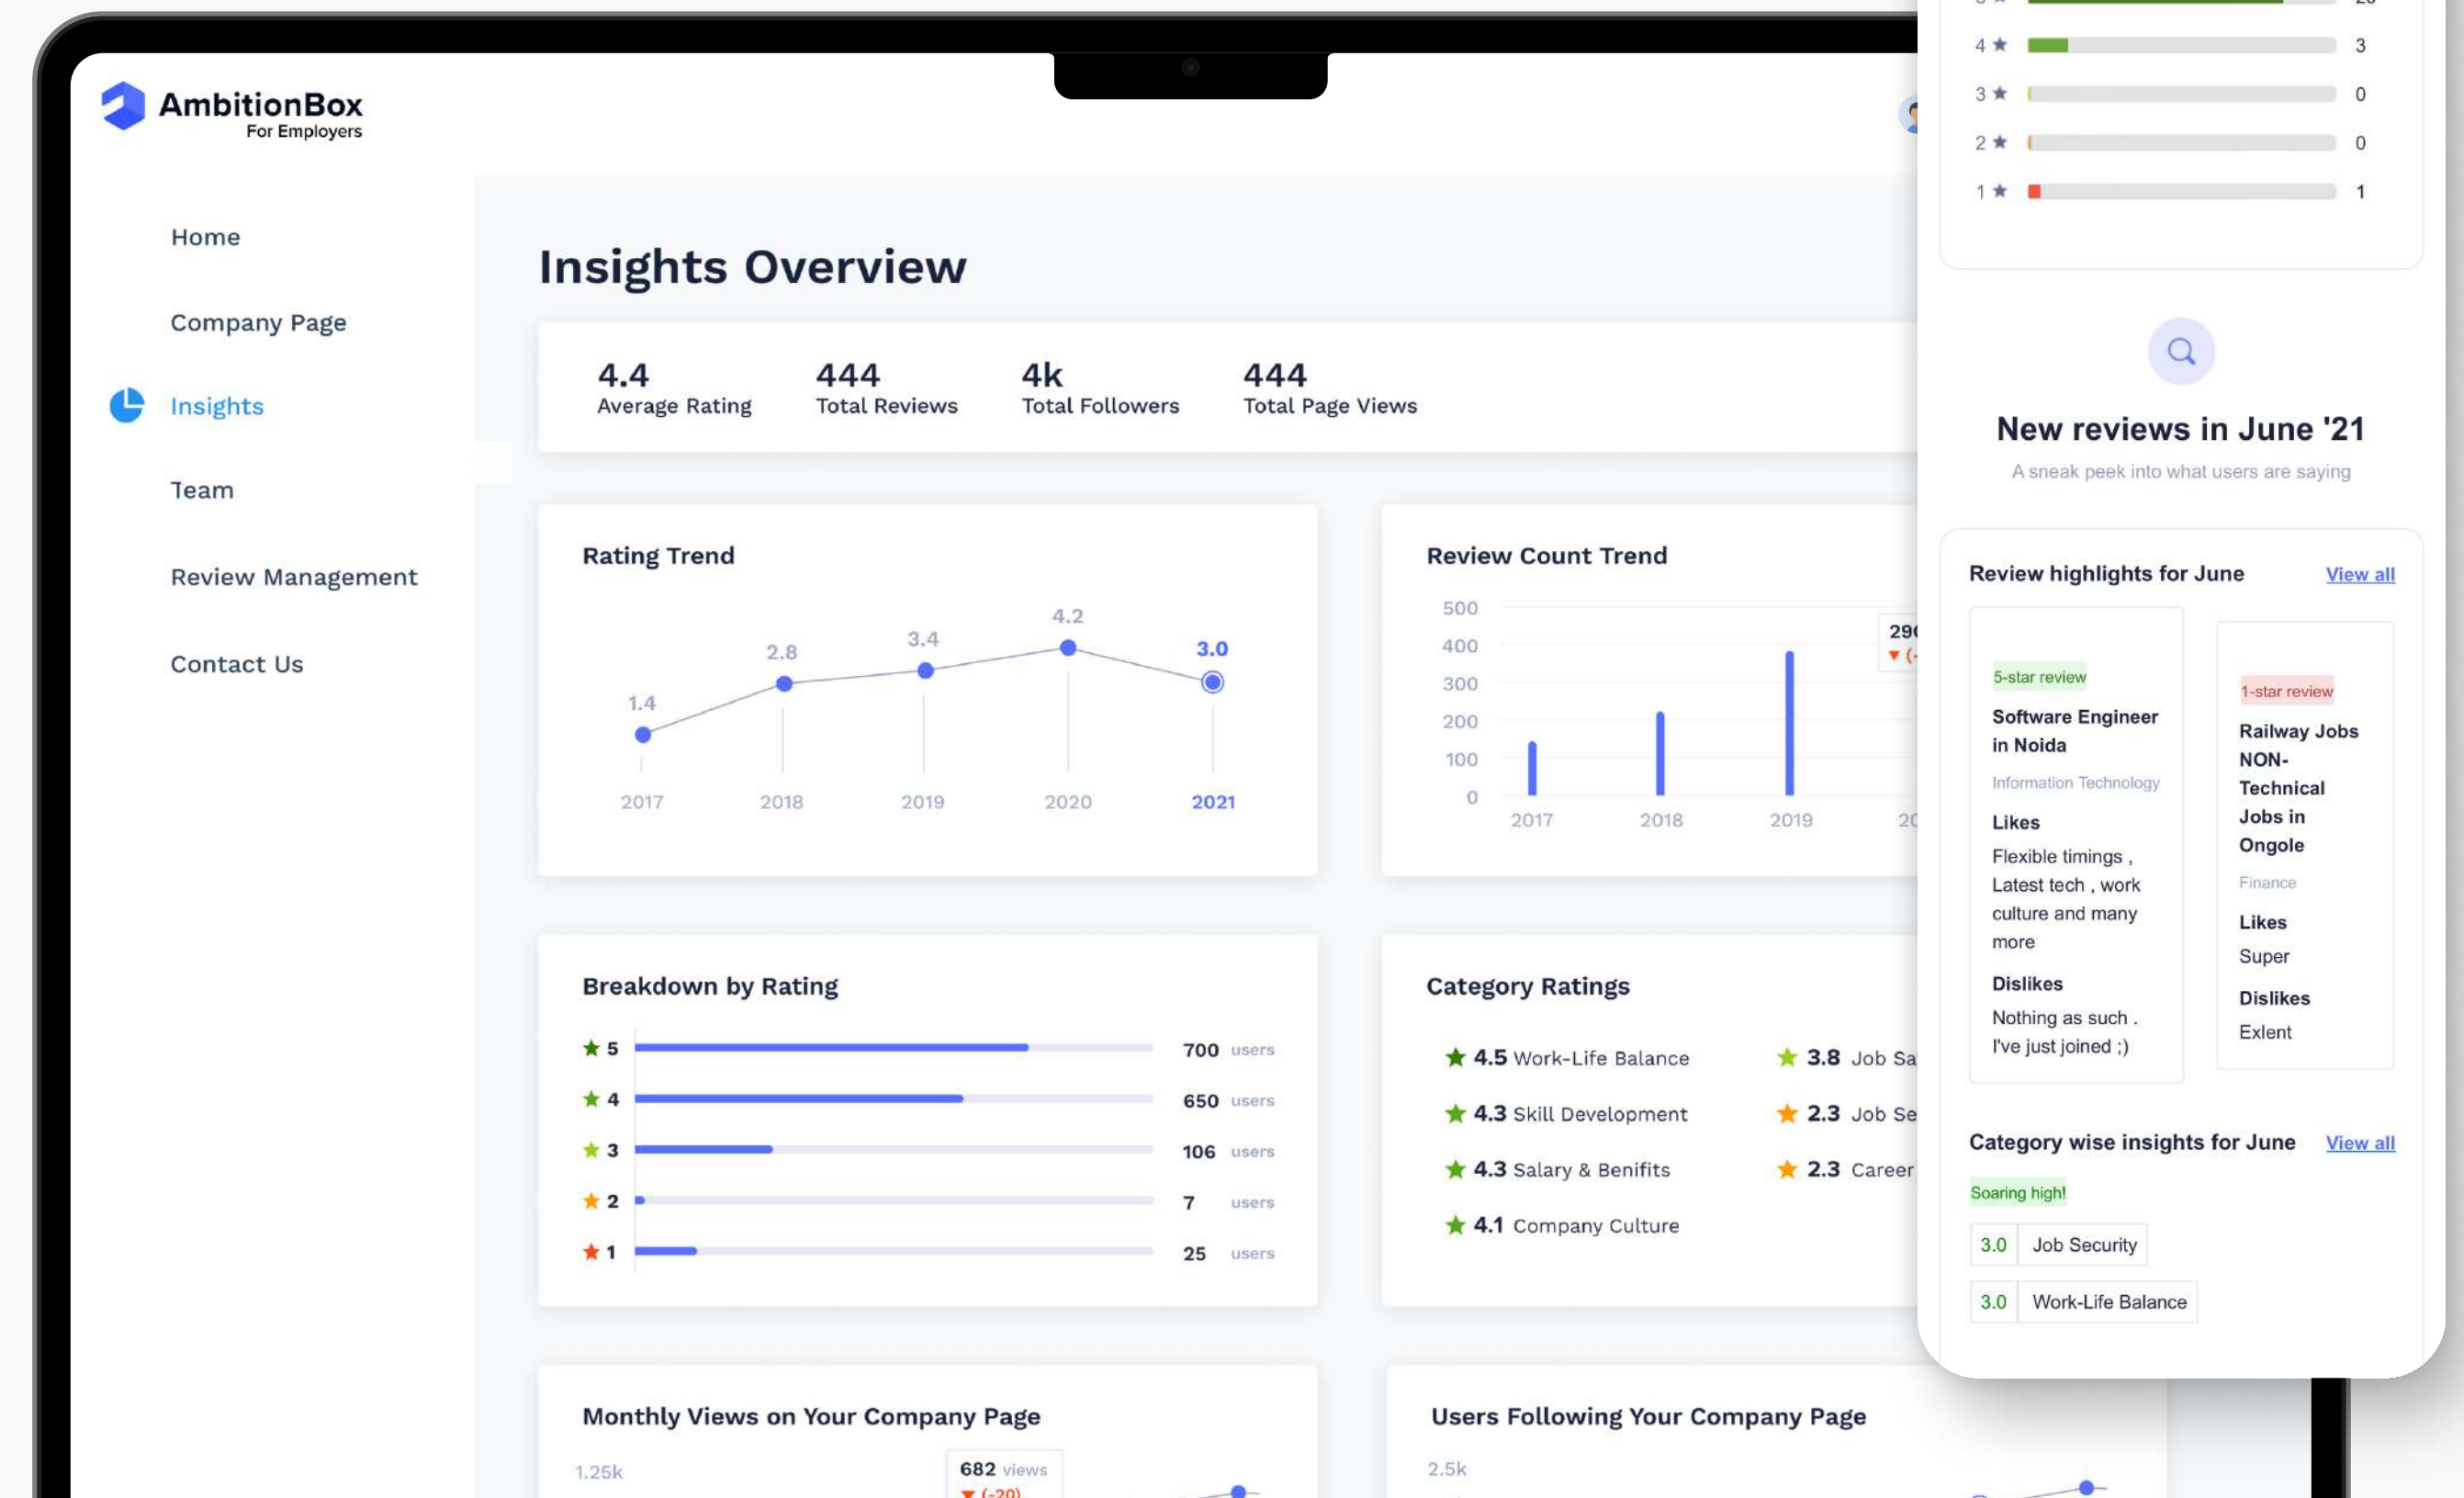 AmbitionBox
For Employers
Home
Company Page
Insights
Team
Review Management
Contact Us
Insights Overview
4.4
Average Rating
444
Total Reviews
4k
Total Followers
444
Total Page Views
Rating Trend
1.4
2.8
3.4
4.2
3.0
2017
2018
2019
2020
2021
Review Count Trend
500
400
300
200
100
0
2017
2018
2019
Breakdown by Rating
5 700 users
4 650 users
3 106 users
2 7 users
1 25 users
Category Ratings
4.5 Work-Life Balance
4.3 Skill Development
4.3 Salary & Benifits
4.1 Company Culture
3.8 Job
2.3 Job
2.3 Career
Monthly Views on Your Company Page
1.25k
682 views
(-20)
Users Following Your Company Page
2.5k
4 3
3 0
2 0
1 1
New reviews in June '21
A sneak peek into what users are saying
Review highlights for June View all
5-star review
Software Engineer
in Noida
Information Technology
Likes
Flexible timings ,
Latest tech , work
culture and many
more
Dislikes
Nothing as such .
I've just joined ;)
1-star review
Railway Jobs
NON-
Technical
Jobs in
Ongole
Finance
Likes
Super
Dislikes
Exlent
Category wise insights for June View all
Soaring high!
3.0 Job Security
3.0 Work-Life Balance